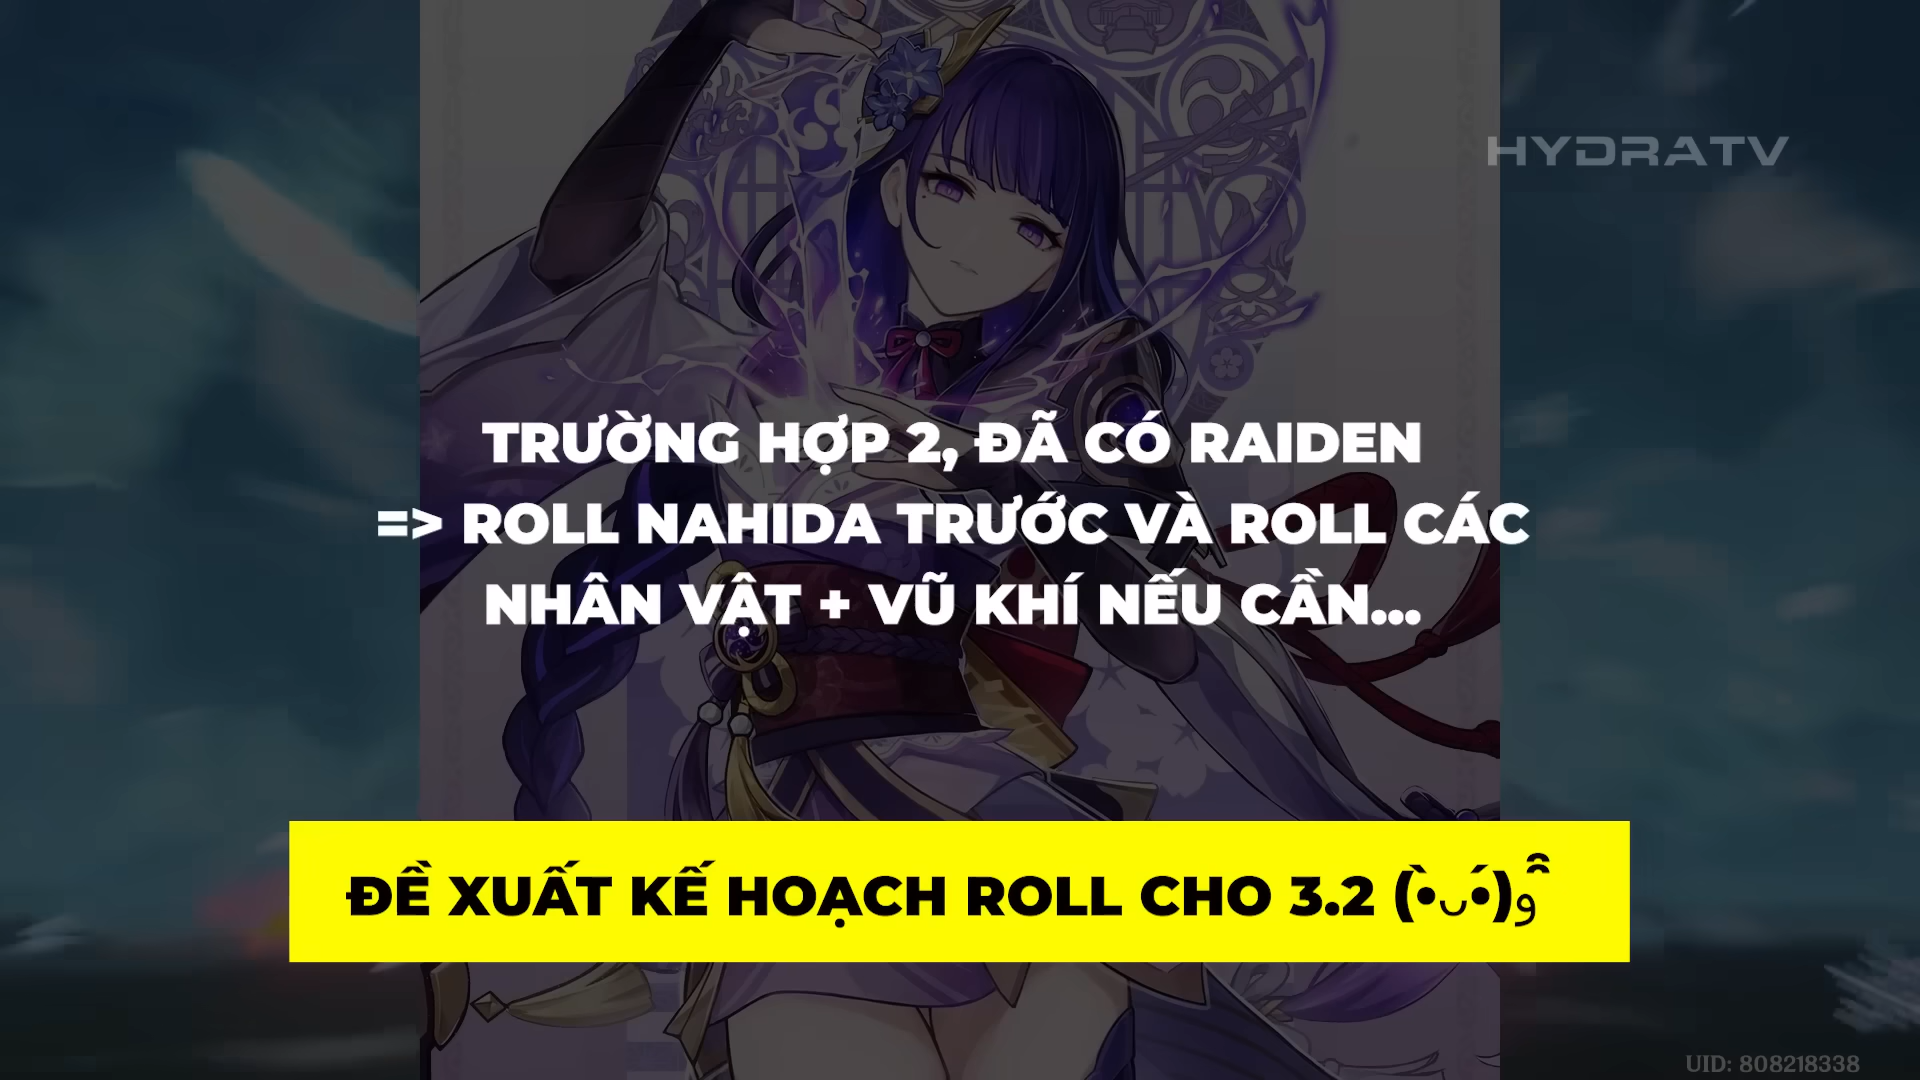 HYDRATV
TRƯỜNG HỢP 2, ĐÃ CÓ RAIDEN
=> ROLL NAHIDA TRƯỚC VÀ ROLL CÁC
NHÂN VẬT + VŨ KHÍ NẾU CẦN...
ĐỀ XUẤT KẾ HOẠCH ROLL CHO 3.2 (•̀ᴗ•́)و ̑̑
UID: 808218338